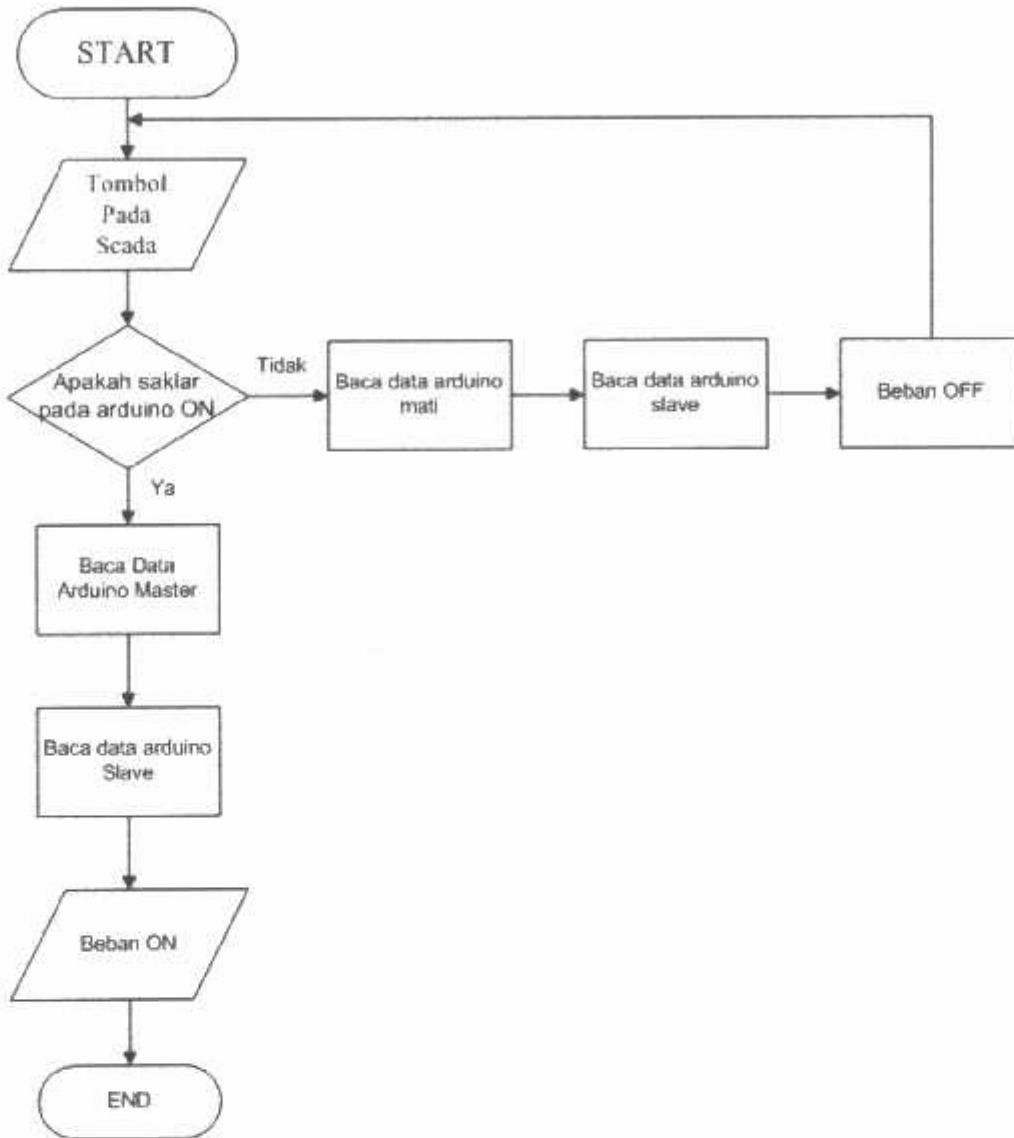 START
Tombol
Pada
Scada
Apakah saklar
pada arduino ON
Tidak
Baca data arduino
mati
Baca data arduino
slave
Beban OFF
Ya
Baca Data
Arduino Master
Baca data arduino
Slave
Beban ON
END